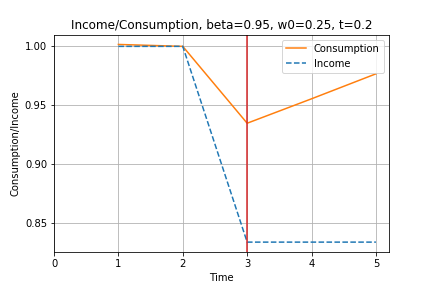 Income/Consumption, beta=0.95, w0=0.25, t=0.2
Consumption
Income
Consumption/Income
1.00
0.95
0.90
0.85
0 1 2 3 4 5
Time